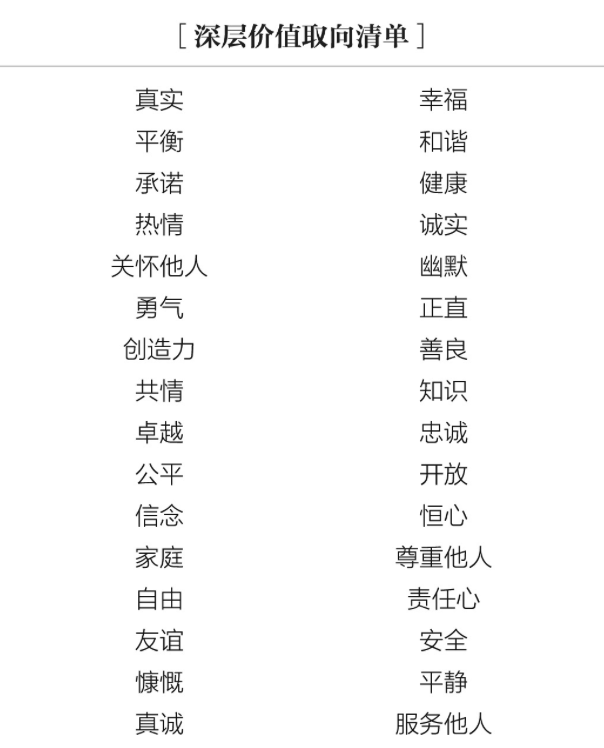 [ 深层价值取向清单 ]
真实 幸福
平衡 和谐
承诺 健康
热情 诚实
关怀他人 幽默
勇气 正直
创造力 善良
共情 知识
卓越 忠诚
公平 开放
信念 恒心
家庭 尊重他人
自由 责任心
友谊 安全
慷慨 平静
真诚 服务他人